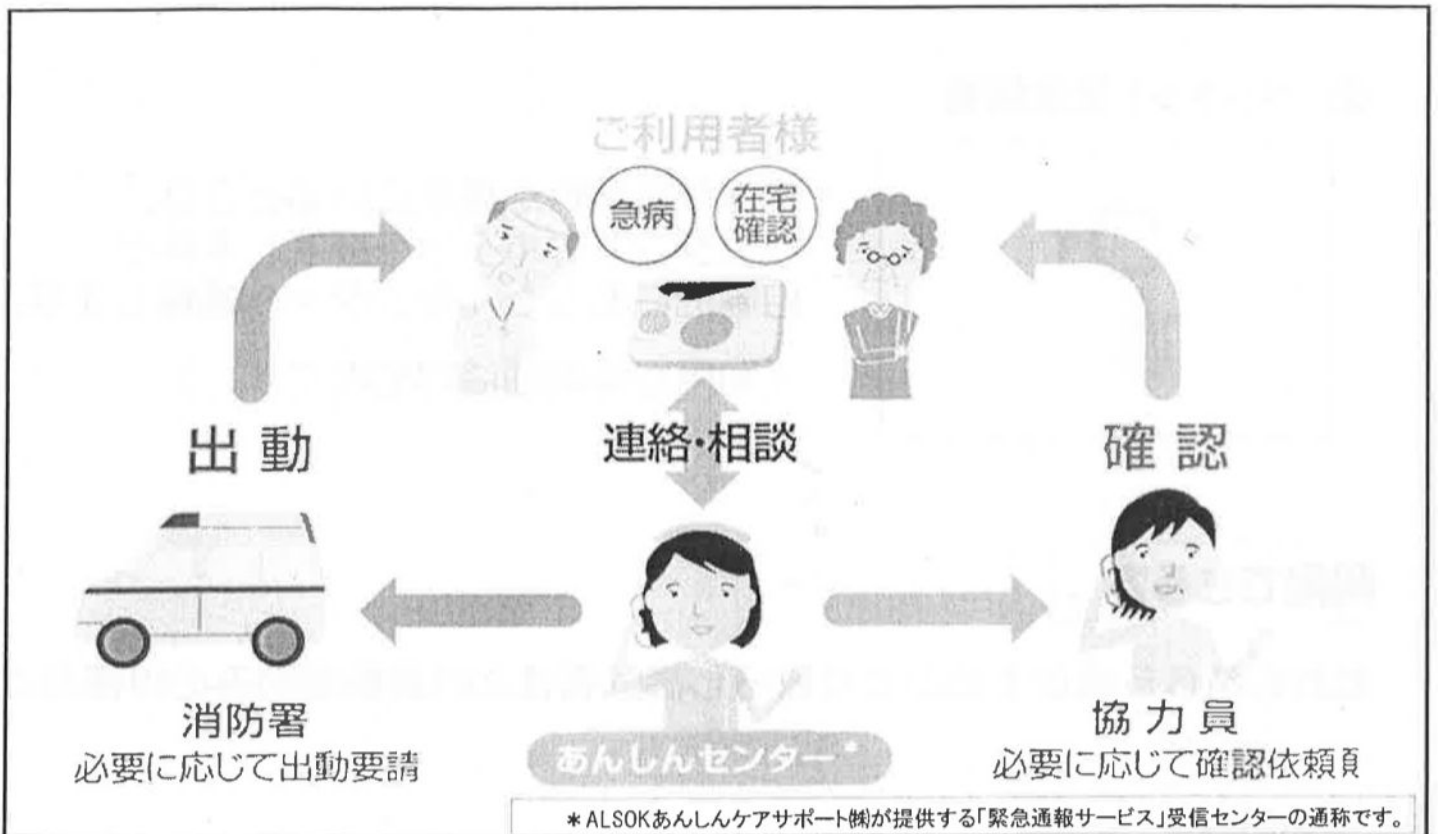 ご利用者様
急病
在宅
確認
出動
連絡・相談
確認
消防署
必要に応じて出動要請
あんしんセンター*
協力員
必要に応じて確認依頼
*ALSOKあんしんケアサポート㈱が提供する「緊急通報サービス」受信センターの通称です。